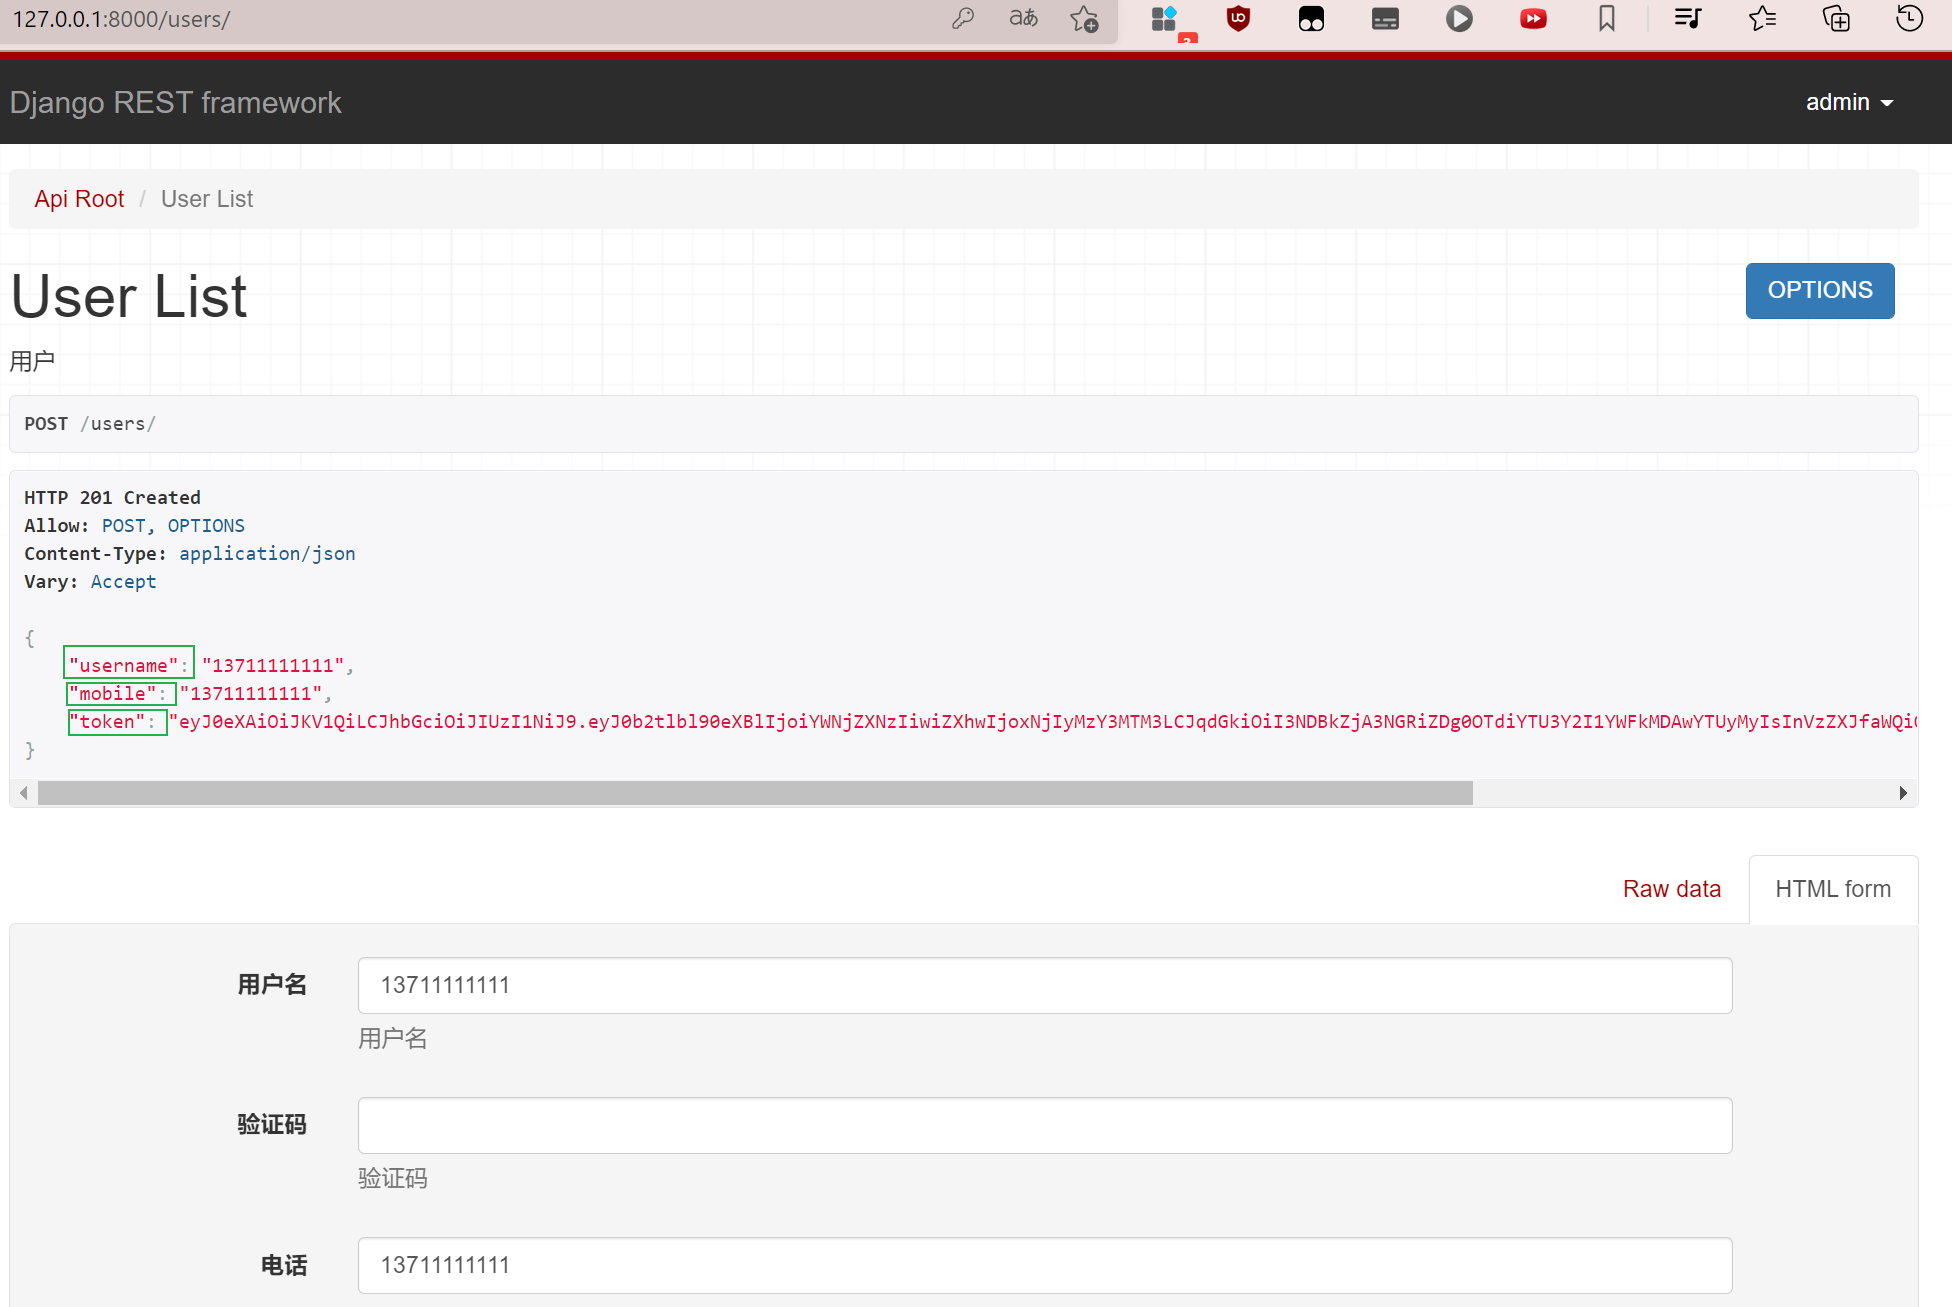 127.0.0.1:8000/users/
aあ
Django REST framework
admin
Api Root / User List
User List
OPTIONS
用户
POST /users/
HTTP 201 Created
Allow: POST, OPTIONS
Content-Type: application/json
Vary: Accept
{
"username": "13711111111",
"mobile": "13711111111",
"token": "eyJ0eXAiOiJKV1QiLCJhbGciOiJIUzI1NiJ9.eyJ0b2tlbl90eXBlIjoiYWNjZXNzIiwiZXhwIjoxNjIyMzY3MTM3LCJqdGkiOiI3NDBkZjA3NGRiZDg0OTdiYTU3Y2I1YWFkMDAwYTUyMyIsInVzZXJfaWQiO
}
Raw data
HTML form
用户名 13711111111
用户名
验证码
验证码
电话 13711111111